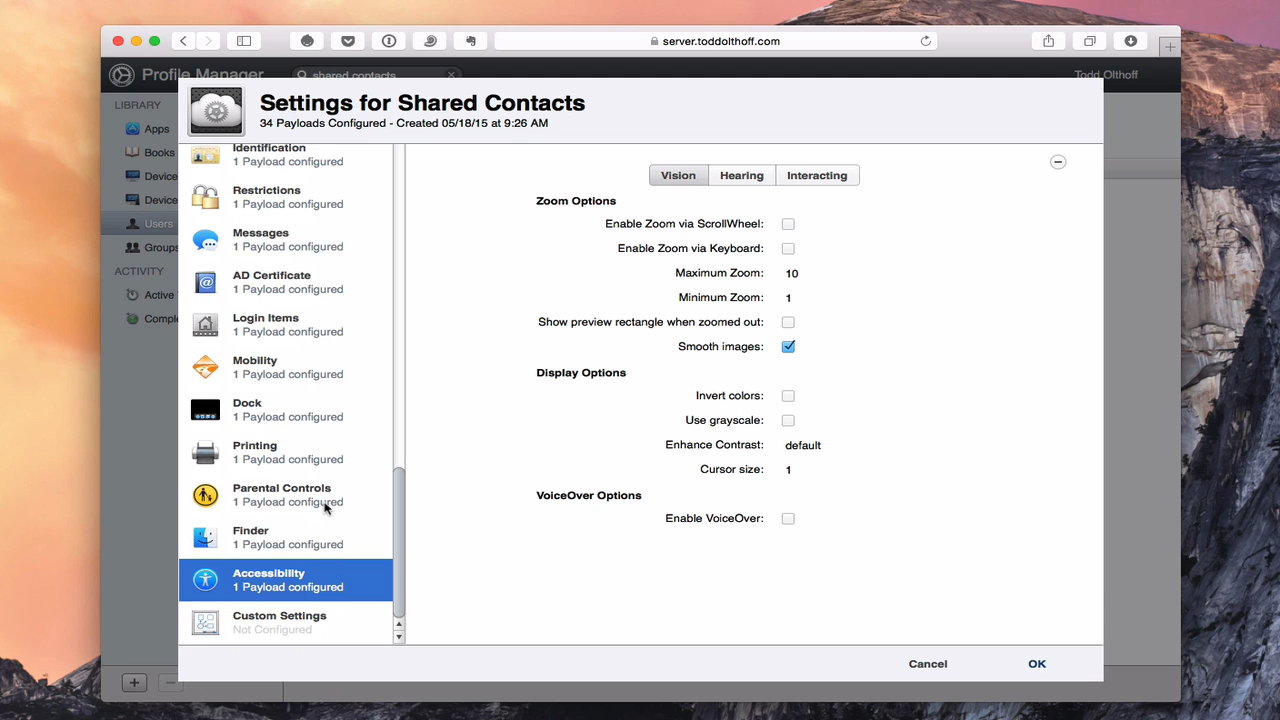 server.toddolthoff.com
Profile Manager
shared contacts
Todd Olthoff
LIBRARY
Apps
Books
Device
Device
Users
Groups
ACTIVITY
Active
Comple
Settings for Shared Contacts
34 Payloads Configured - Created 05/18/15 at 9:26 AM
Identification
1 Payload configured
Restrictions
1 Payload configured
Messages
1 Payload configured
AD Certificate
1 Payload configured
Login Items
1 Payload configured
Mobility
1 Payload configured
Dock
1 Payload configured
Printing
1 Payload configured
Parental Controls
1 Payload configured
Finder
1 Payload configured
Accessibility
1 Payload configured
Custom Settings
Not Configured
Vision Hearing Interacting
Zoom Options
Enable Zoom via ScrollWheel:
Enable Zoom via Keyboard:
Maximum Zoom: 10
Minimum Zoom: 1
Show preview rectangle when zoomed out:
Smooth images:
Display Options
Invert colors:
Use grayscale:
Enhance Contrast: default
Cursor size: 1
VoiceOver Options
Enable VoiceOver:
Cancel OK